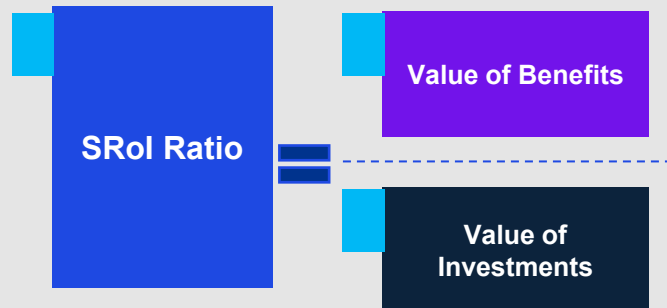 SRoI Ratio
Value of Benefits
Value of
Investments